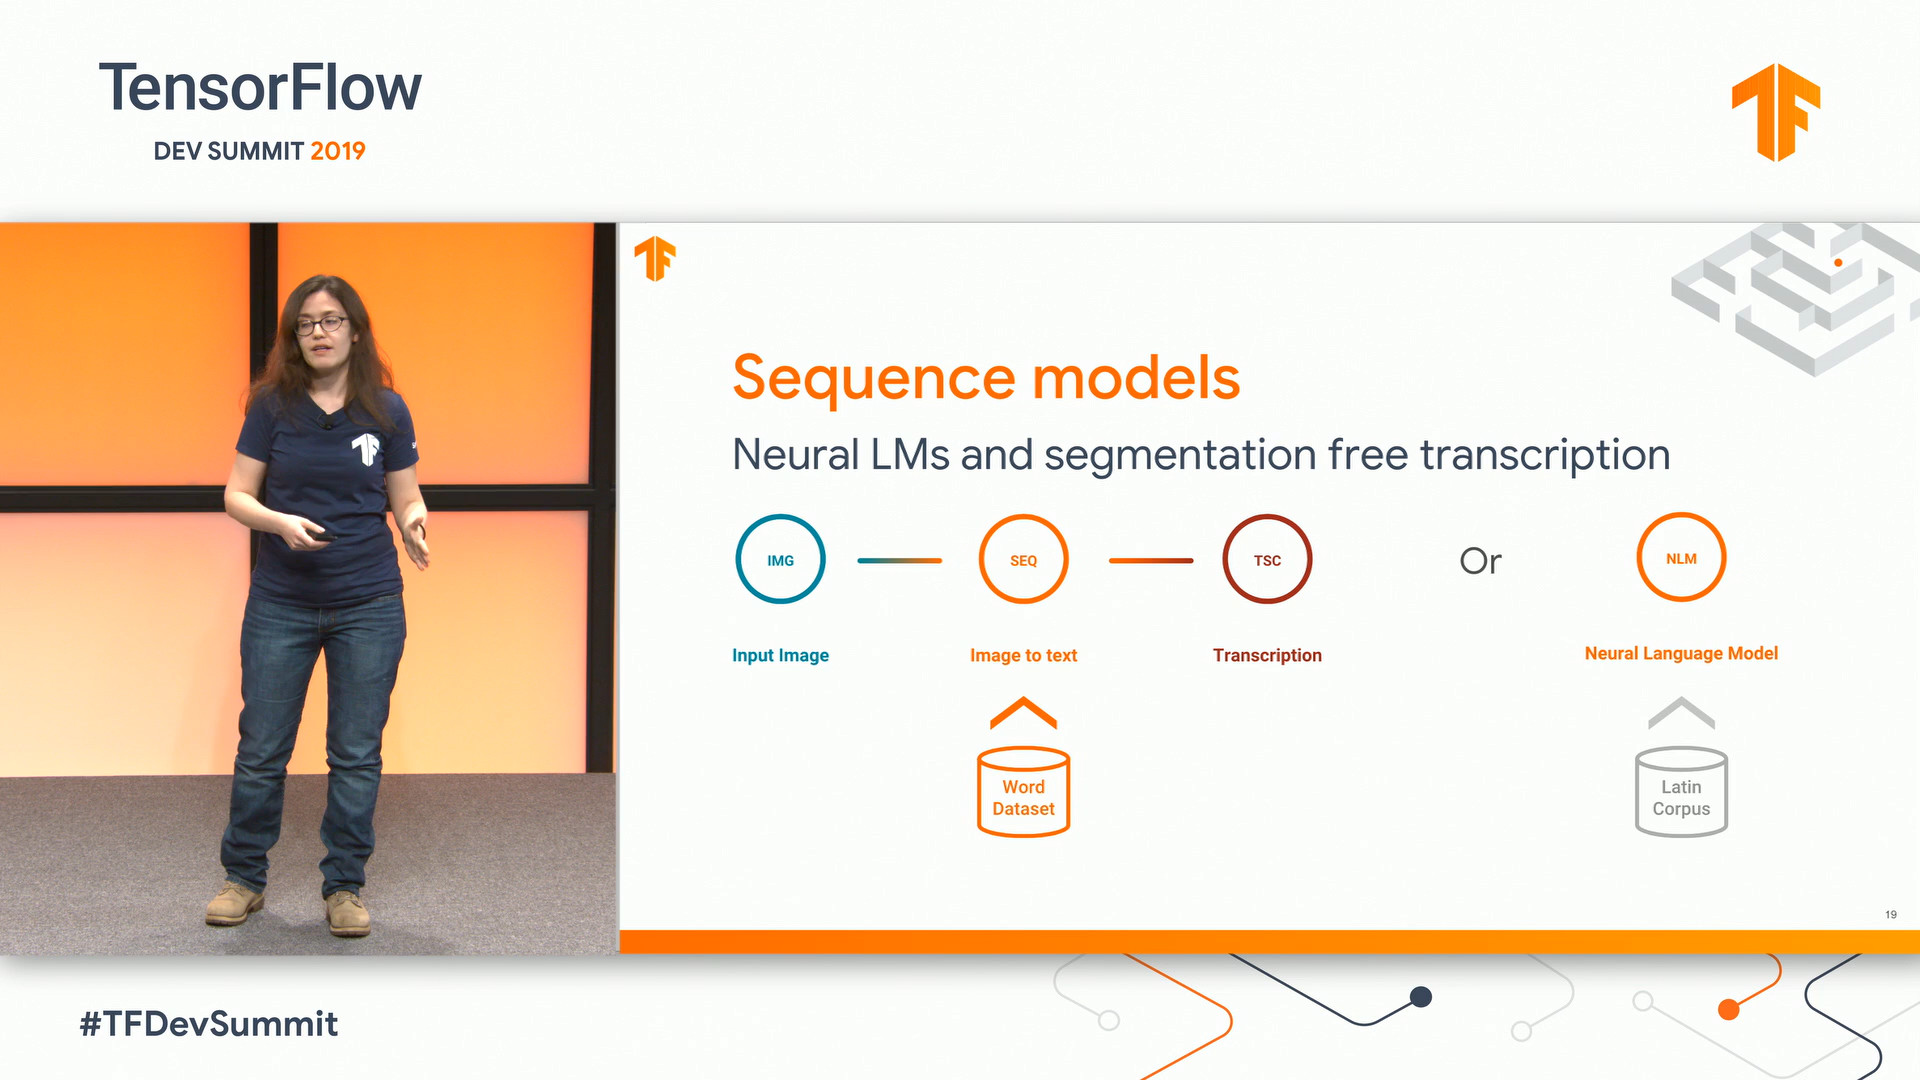 TensorFlow
DEV SUMMIT 2019
Sequence models
Neural LMs and segmentation free transcription
IMG
SEQ
TSC
Or
NLM
Input Image
Image to text
Transcription
Neural Language Model
Word
Dataset
Latin
Corpus
19
#TFDevSummit